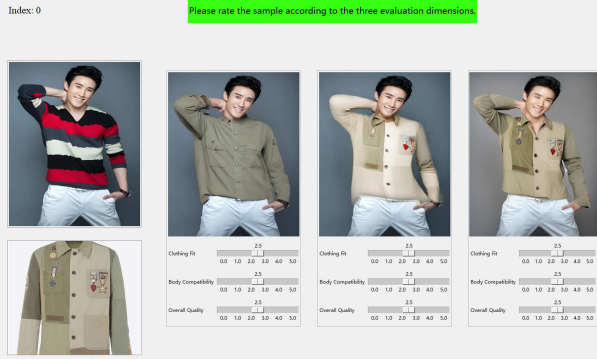 Index: 0
Please rate the sample according to the three evaluation dimensions.
2.5
Clothing Fit
0.0 1.0 2.0 3.0 4.0 5.0
2.5
Body Compatibility
0.0 1.0 2.0 3.0 4.0 5.0
2.5
Overall Quality
0.0 1.0 2.0 3.0 4.0 5.0
2.5
Clothing Fit
0.0 1.0 2.0 3.0 4.0 5.0
2.5
Body Compatibility
0.0 1.0 2.0 3.0 4.0 5.0
2.5
Overall Quality
0.0 1.0 2.0 3.0 4.0 5.0
2.5
Clothing Fit
0.0 1.0 2.0 3.0 4.0 5.0
2.5
Body Compatibility
0.0 1.0 2.0 3.0 4.0 5.0
2.5
Overall Quality
0.0 1.0 2.0 3.0 4.0 5.0